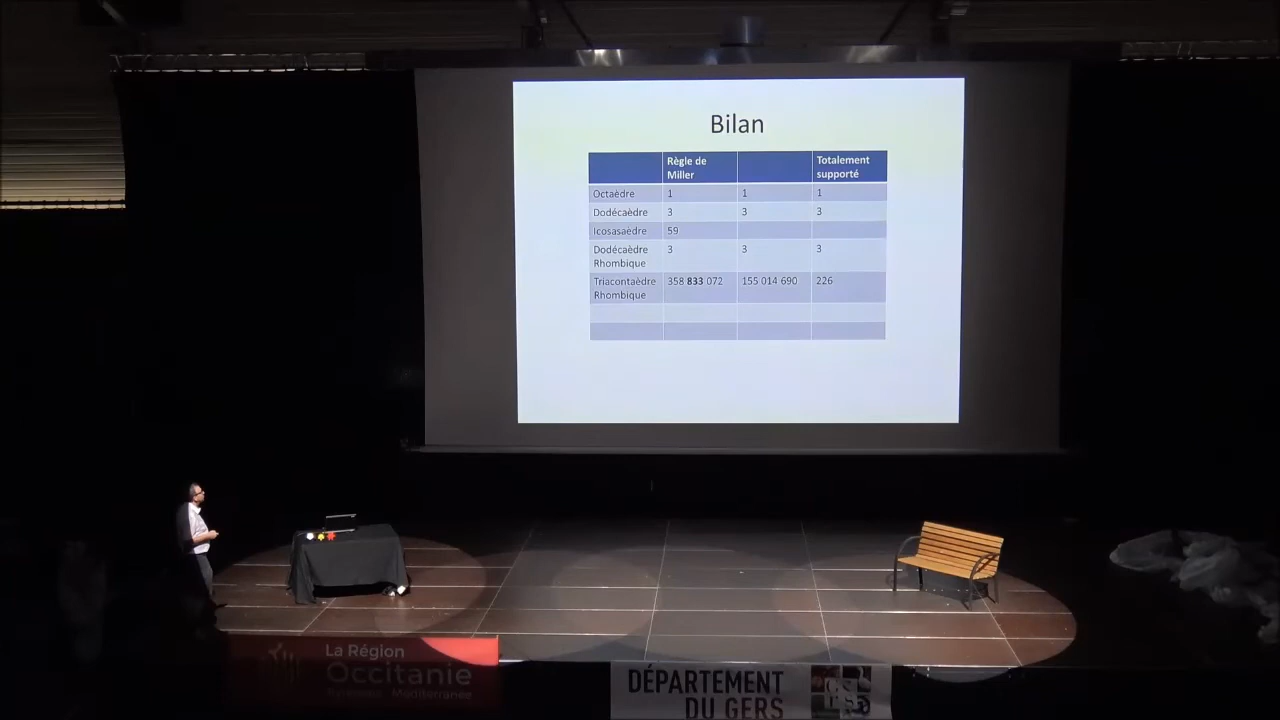 Bilan
Règle de
Miller
Totalement
supporté
Octaèdre 1 1 1
Dodécaèdre 3 3 3
Icosasaèdre 59
Dodécaèdre
Rhombique 3 3 3
Triacontaèdre
Rhombique 358 833 072 155 014 690 226
La Région
Occitanie
Méditerranée
DÉPARTEMENT
DU GERS